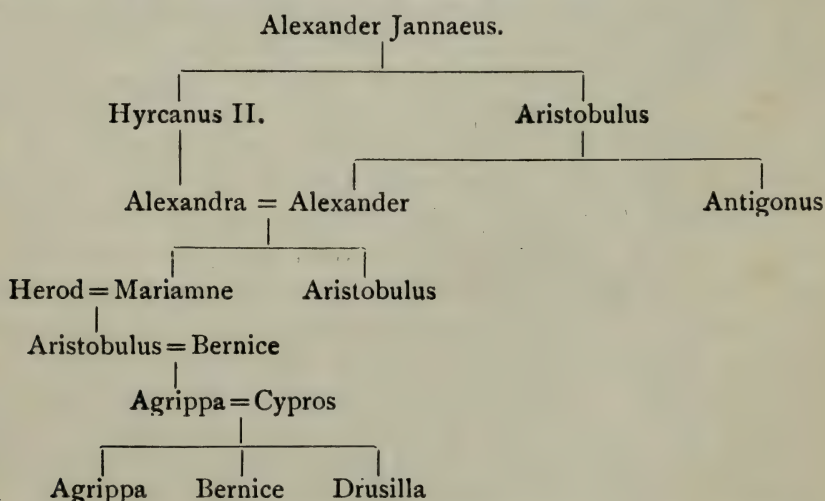 Alexander Jannaeus.
Hyrcanus II. Aristobulus
Alexandra = Alexander Antigonus
Herod = Mariamne Aristobulus
Aristobulus = Bernice
Agrippa = Cypros
Agrippa Bernice Drusilla